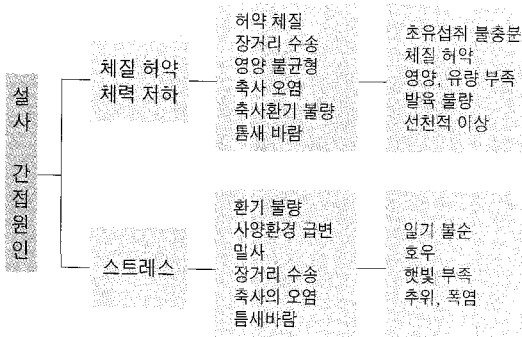 설사 간접원인
체질 허약
체력 저하
허약 체질
장거리 수송
영양 불균형
축사 오염
축사환기 불량
틈새 바람
초유섭취 불충분
체질 허약
영양, 유량 부족
발육 불량
선천적 이상
스트레스
환기 불량
사양환경 급변
밀사
장거리 수송
축사의 오염
틈새바람
일기 불순
호우
햇빛 부족
추위, 폭염